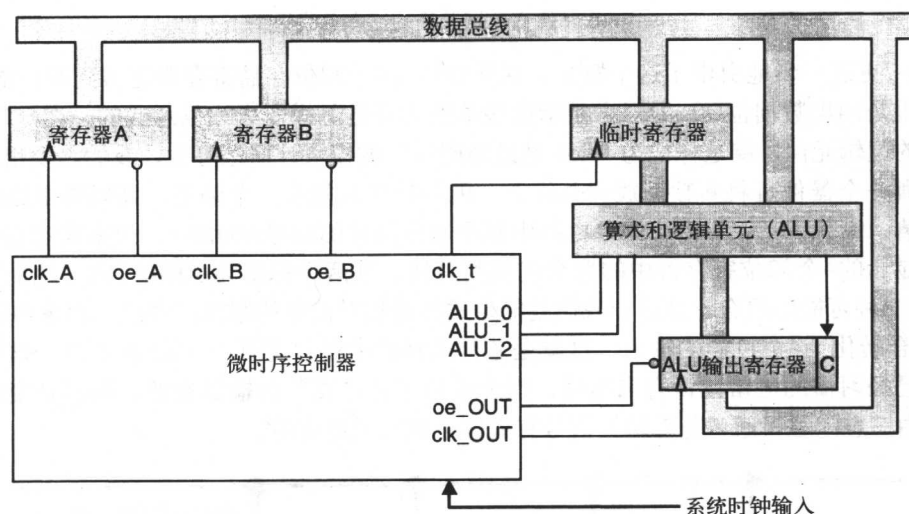 数据总线
寄存器A
寄存器B
临时寄存器
算术和逻辑单元（ALU）
clk_A
oe_A
clk_B
oe_B
clk_t
ALU_0
ALU_1
ALU_2
微时序控制器
ALU输出寄存器
C
oe_OUT
clk_OUT
系统时钟输入